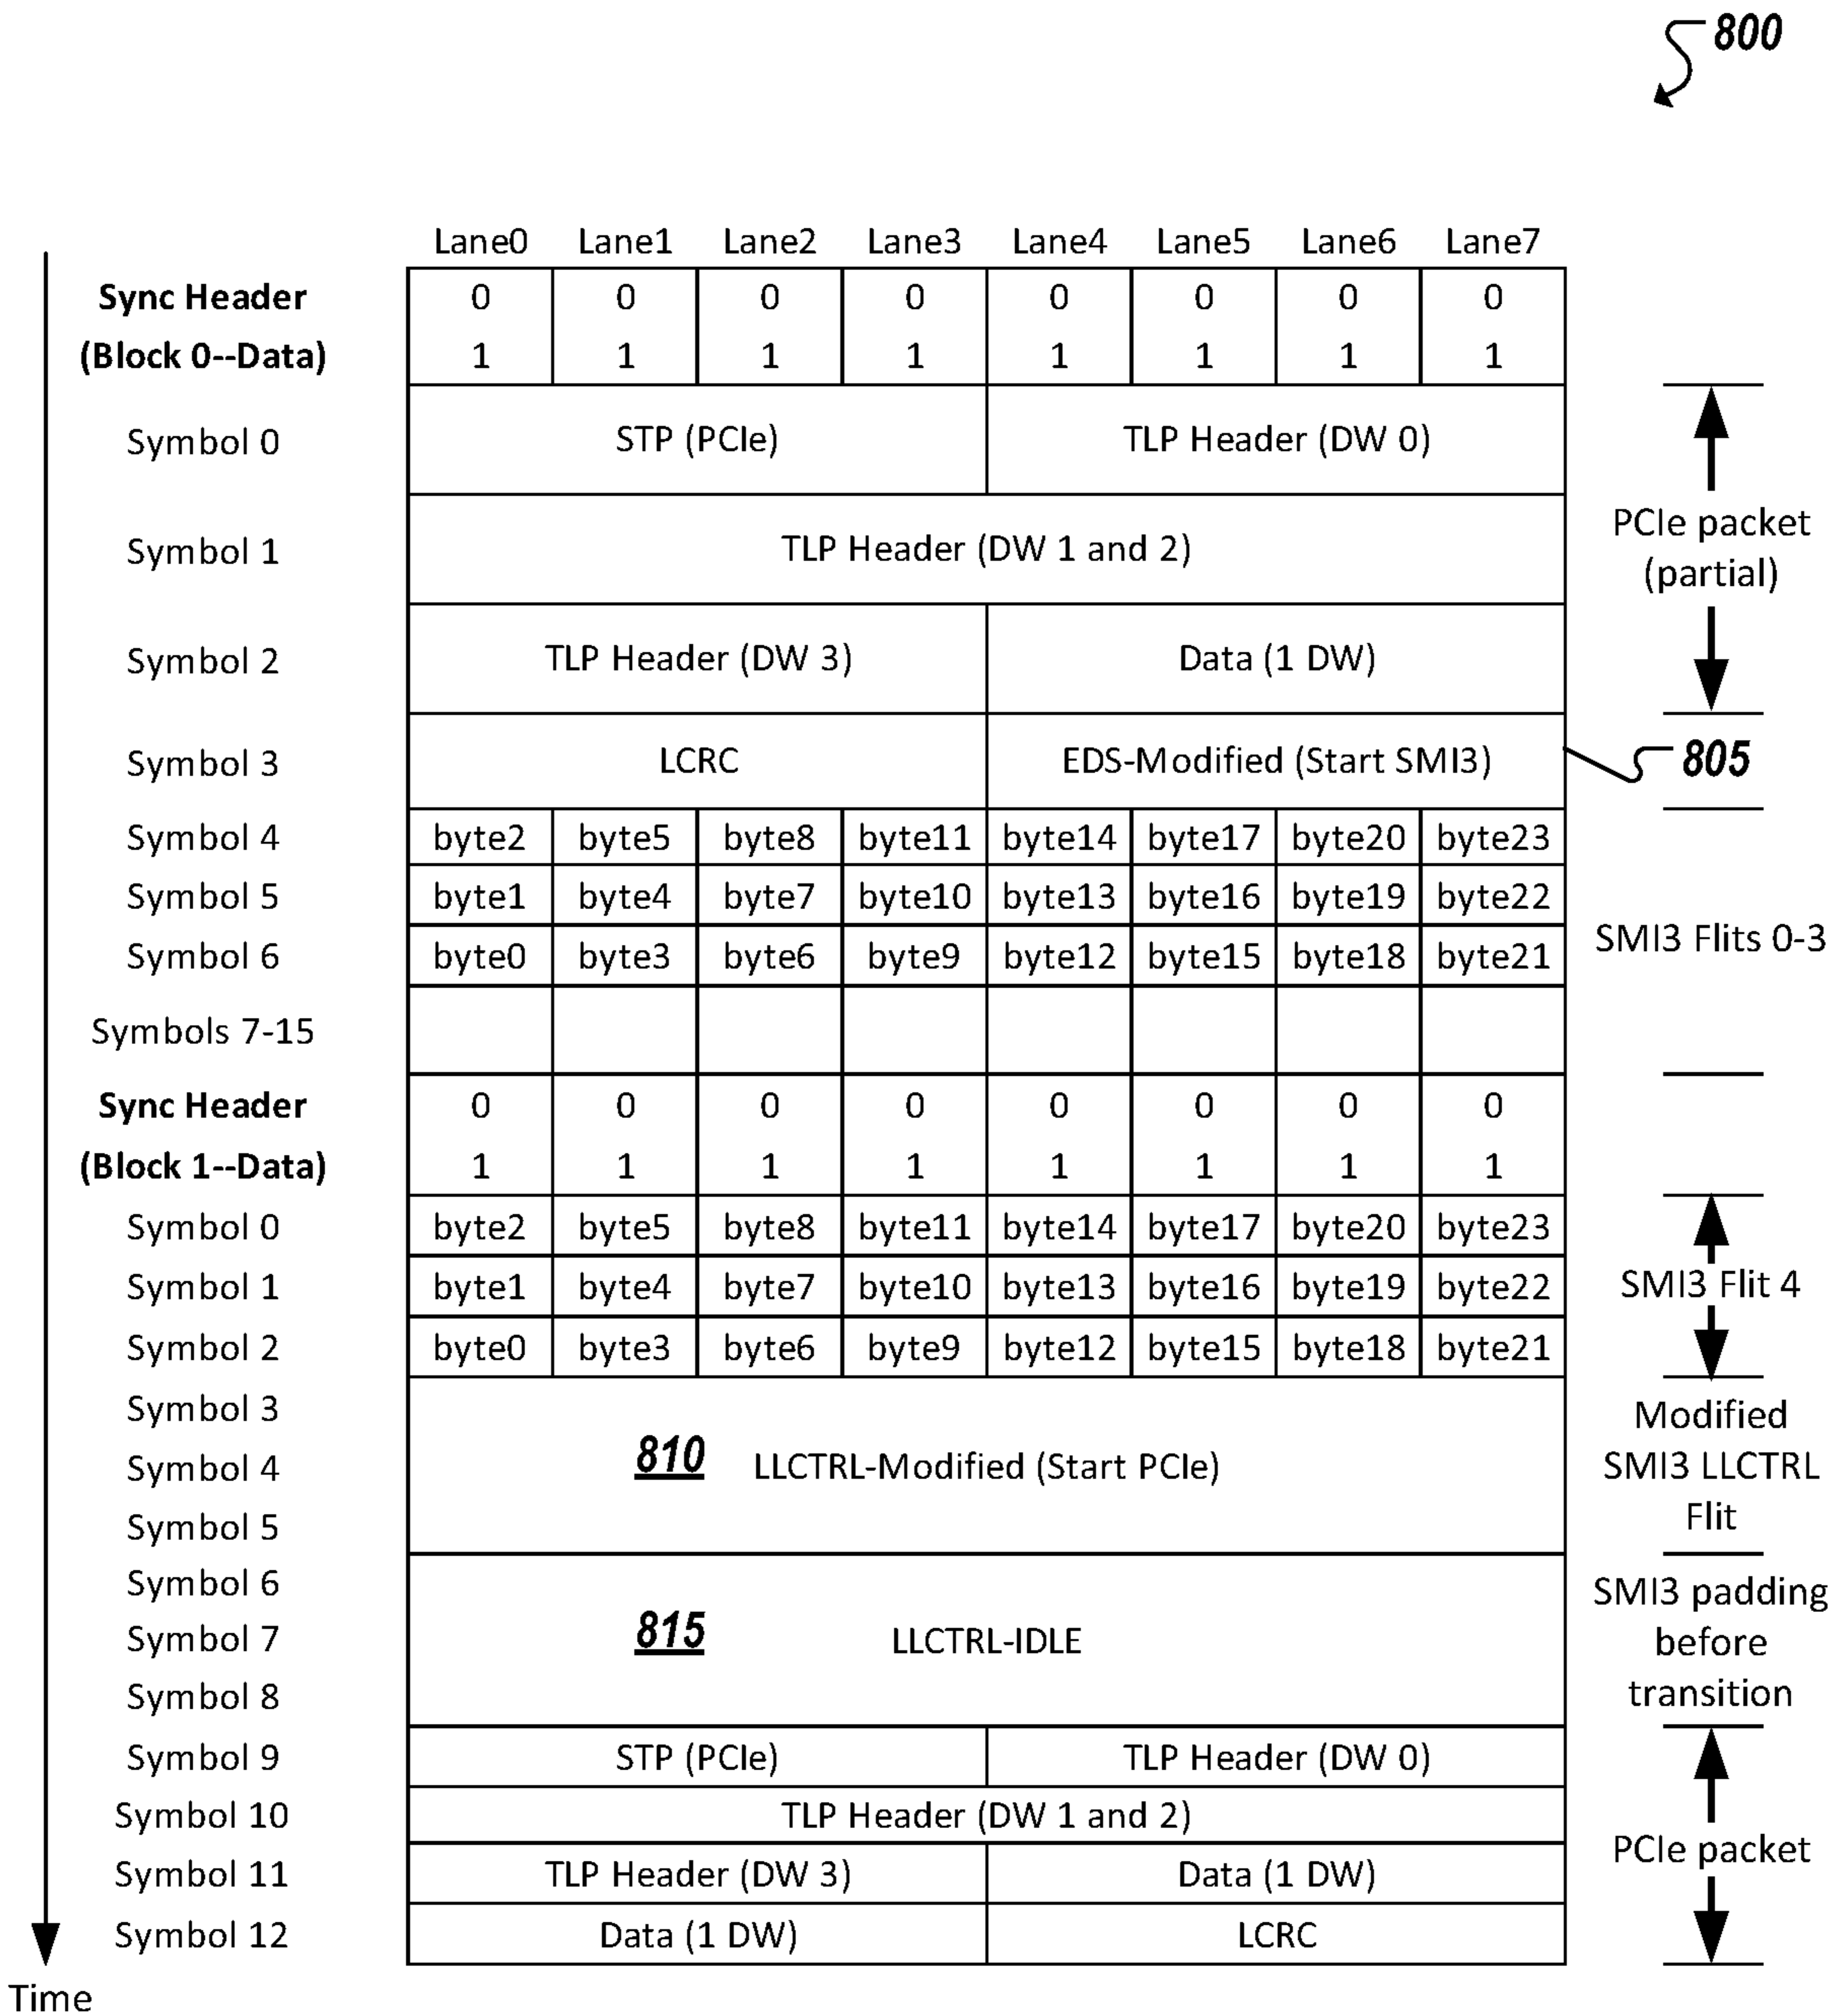 800
Lane0 Lane1 Lane2 Lane3 Lane4 Lane5 Lane6 Lane7
Sync Header 0 0 0 0 0 0 0 0
(Block 0--Data) 1 1 1 1 1 1 1 1
Symbol 0 STP (PCIe) TLP Header (DW 0)
Symbol 1 TLP Header (DW 1 and 2)
PCIe packet
(partial)
Symbol 2 TLP Header (DW 3) Data (1 DW)
Symbol 3 LCRC EDS-Modified (Start SMI3) 805
Symbol 4 byte2 byte5 byte8 byte11 byte14 byte17 byte20 byte23
Symbol 5 byte1 byte4 byte7 byte10 byte13 byte16 byte19 byte22
Symbol 6 byte0 byte3 byte6 byte9 byte12 byte15 byte18 byte21
SMI3 Flits 0-3
Symbols 7-15
Sync Header 0 0 0 0 0 0 0 0
(Block 1--Data) 1 1 1 1 1 1 1 1
Symbol 0 byte2 byte5 byte8 byte11 byte14 byte17 byte20 byte23
Symbol 1 byte1 byte4 byte7 byte10 byte13 byte16 byte19 byte22 SMI3 Flit 4
Symbol 2 byte0 byte3 byte6 byte9 byte12 byte15 byte18 byte21
Symbol 3 Modified
Symbol 4 810 LLCTRL-Modified (Start PCIe) SMI3 LLCTRL
Symbol 5 Flit
Symbol 6 SMI3 padding
Symbol 7 815 LLCTRL-IDLE before
Symbol 8 transition
Symbol 9 STP (PCIe) TLP Header (DW 0)
Symbol 10 TLP Header (DW 1 and 2)
PCIe packet
Symbol 11 TLP Header (DW 3) Data (1 DW)
Symbol 12 Data (1 DW) LCRC
Time